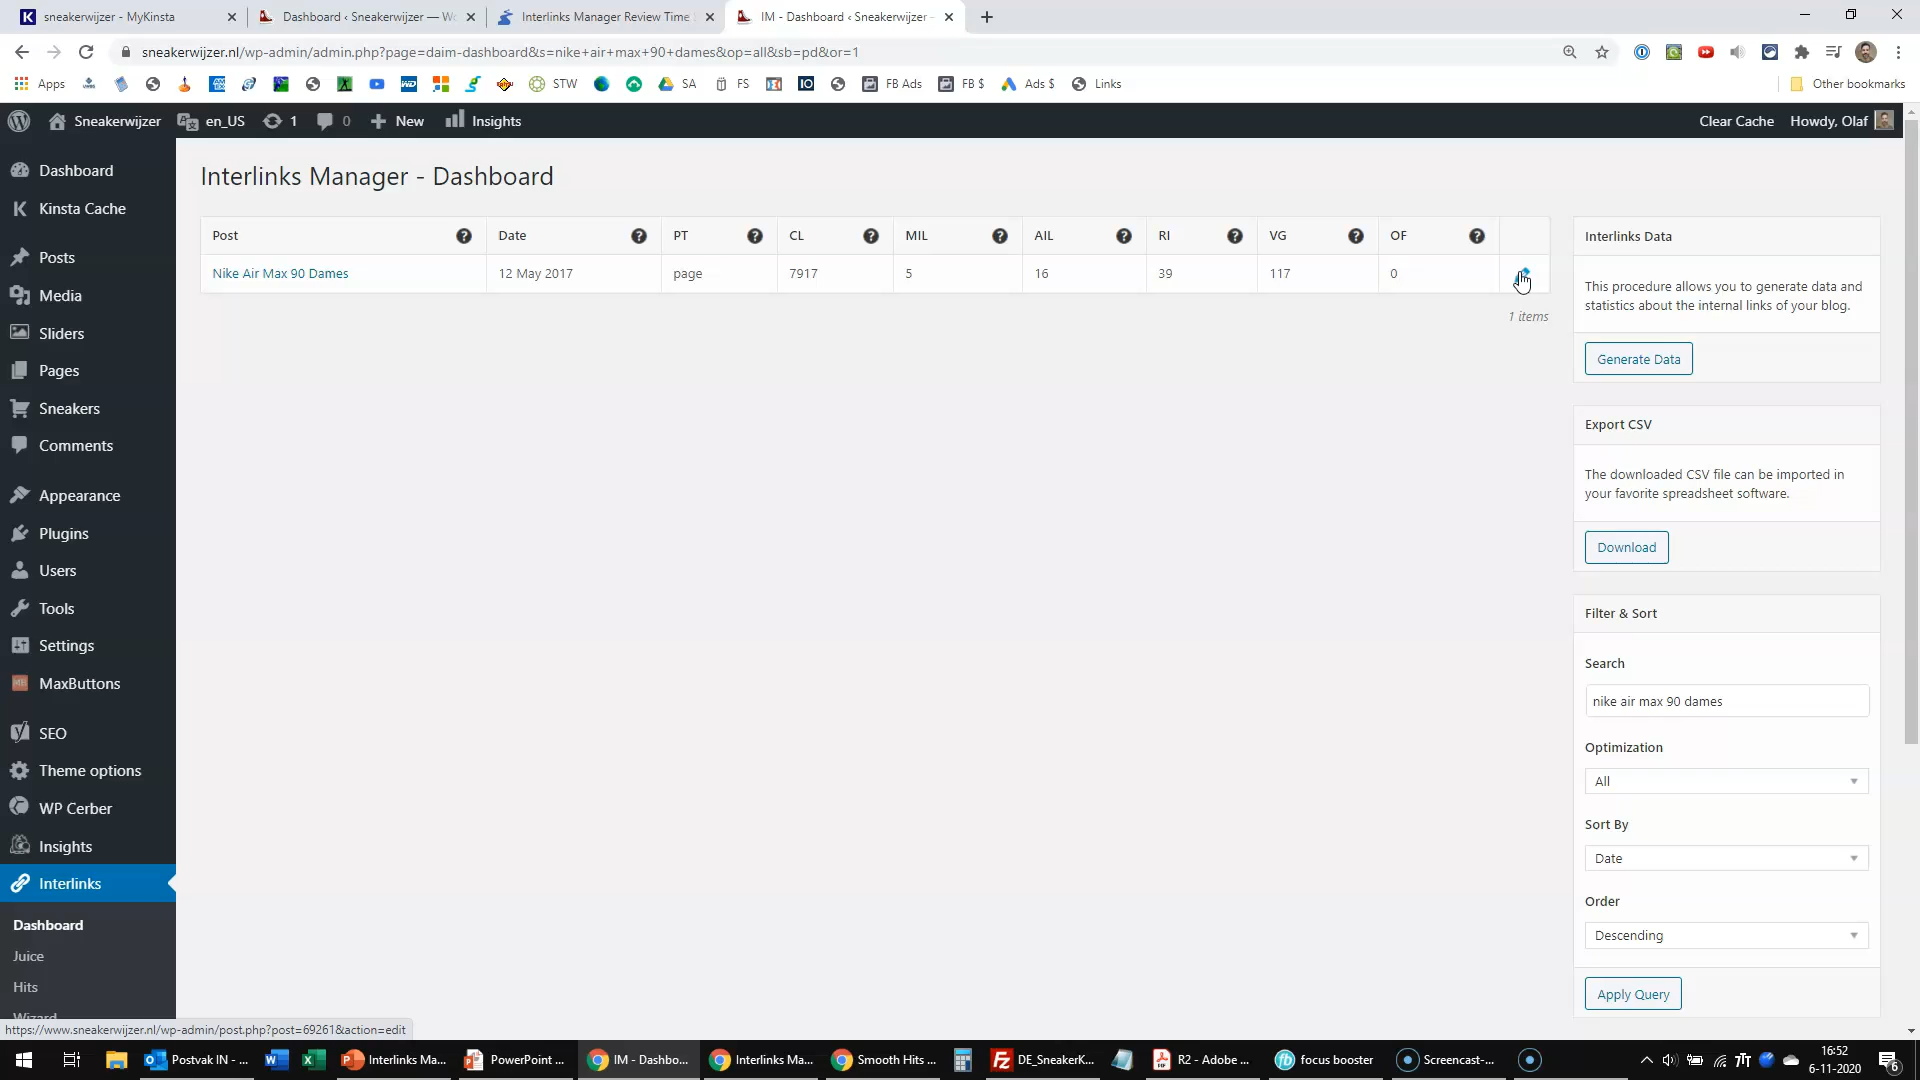 sneakerwijzer - MyKinsta
Dashboard ‹ Sneakerwijzer — Wo
Interlinks Manager Review Time
IM - Dashboard ‹ Sneakerwijzer -
sneakerwijzer.nl/wp-admin/admin.php?page=daim-dashboard&s=nike+air+max+90+dames&op=all&sb=pd&or=1
Apps
STW
SA
FS
IO
FB Ads
FB $
Ads $
Links
Other bookmarks
Sneakerwijzer
en_US
1
0
New
Insights
Clear Cache
Howdy, Olaf
Dashboard
Kinsta Cache
Posts
Media
Sliders
Pages
Sneakers
Comments
Appearance
Plugins
Users
Tools
Settings
MaxButtons
SEO
Theme options
WP Cerber
Insights
Interlinks
Dashboard
Juice
Hits
Wizard
Interlinks Manager - Dashboard
Post Date PT CL MIL AIL RI VG OF
Nike Air Max 90 Dames 12 May 2017 page 7917 5 16 39 117 0
1 items
Interlinks Data
This procedure allows you to generate data and
statistics about the internal links of your blog.
Generate Data
Export CSV
The downloaded CSV file can be imported in
your favorite spreadsheet software.
Download
Filter & Sort
Search
nike air max 90 dames
Optimization
All
Sort By
Date
Order
Descending
Apply Query
https://www.sneakerwijzer.nl/wp-admin/post.php?post=69261&action=edit
Postvak IN - ...
Interlinks Ma...
PowerPoint ...
IM - Dashbo...
Interlinks Ma...
Smooth Hits ...
DE_SneakerK...
R2 - Adobe ...
focus booster
Screencast-...
16:52
6-11-2020
6